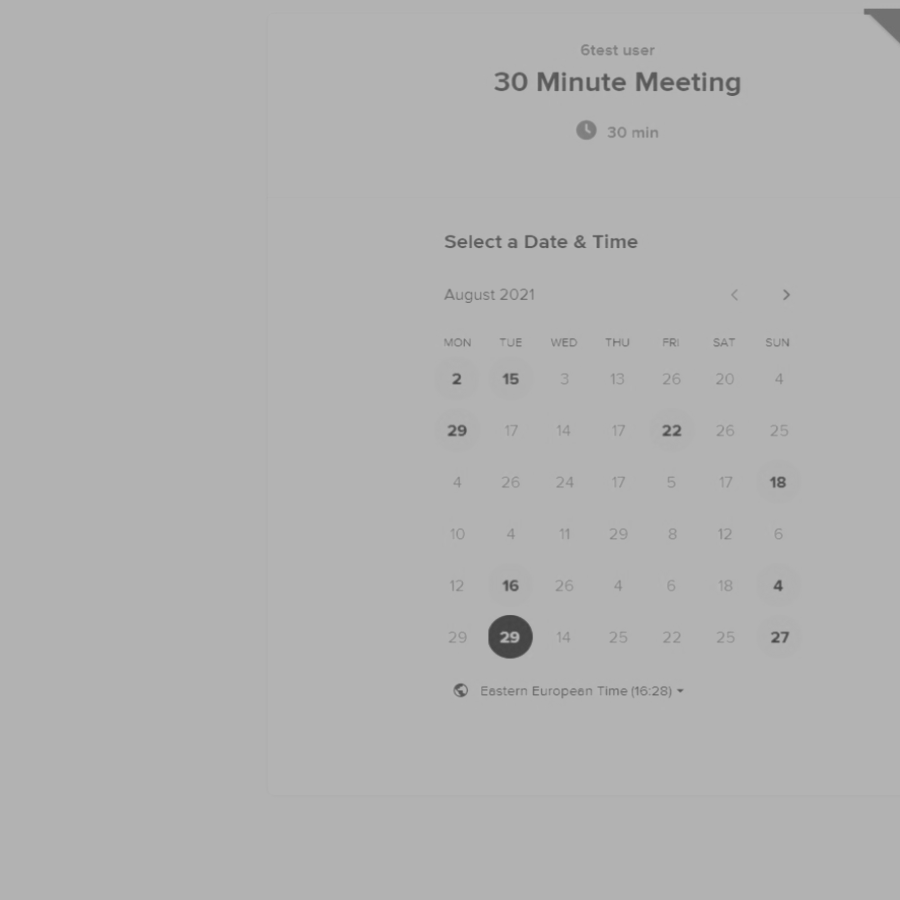 6test user
30 Minute Meeting
30 min
Select a Date & Time
August 2021
MON TUE WED THU FRI SAT SUN
2 15 3 13 26 20 4
29 17 14 17 22 26 25
4 26 24 17 5 17 18
10 4 11 29 8 12 6
12 16 26 4 6 18 4
29 29 14 25 22 25 27
Eastern European Time (16:28)